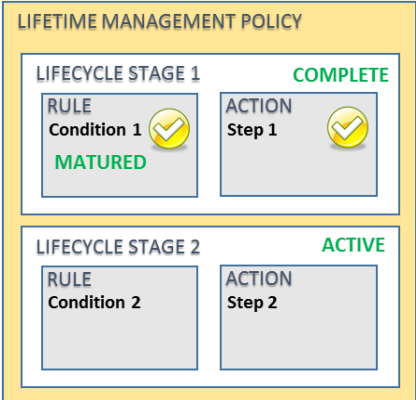 LIFETIME MANAGEMENT POLICY
LIFECYCLE STAGE 1
COMPLETE
RULE
Condition 1
MATURED
ACTION
Step 1
LIFECYCLE STAGE 2
ACTIVE
RULE
Condition 2
ACTION
Step 2